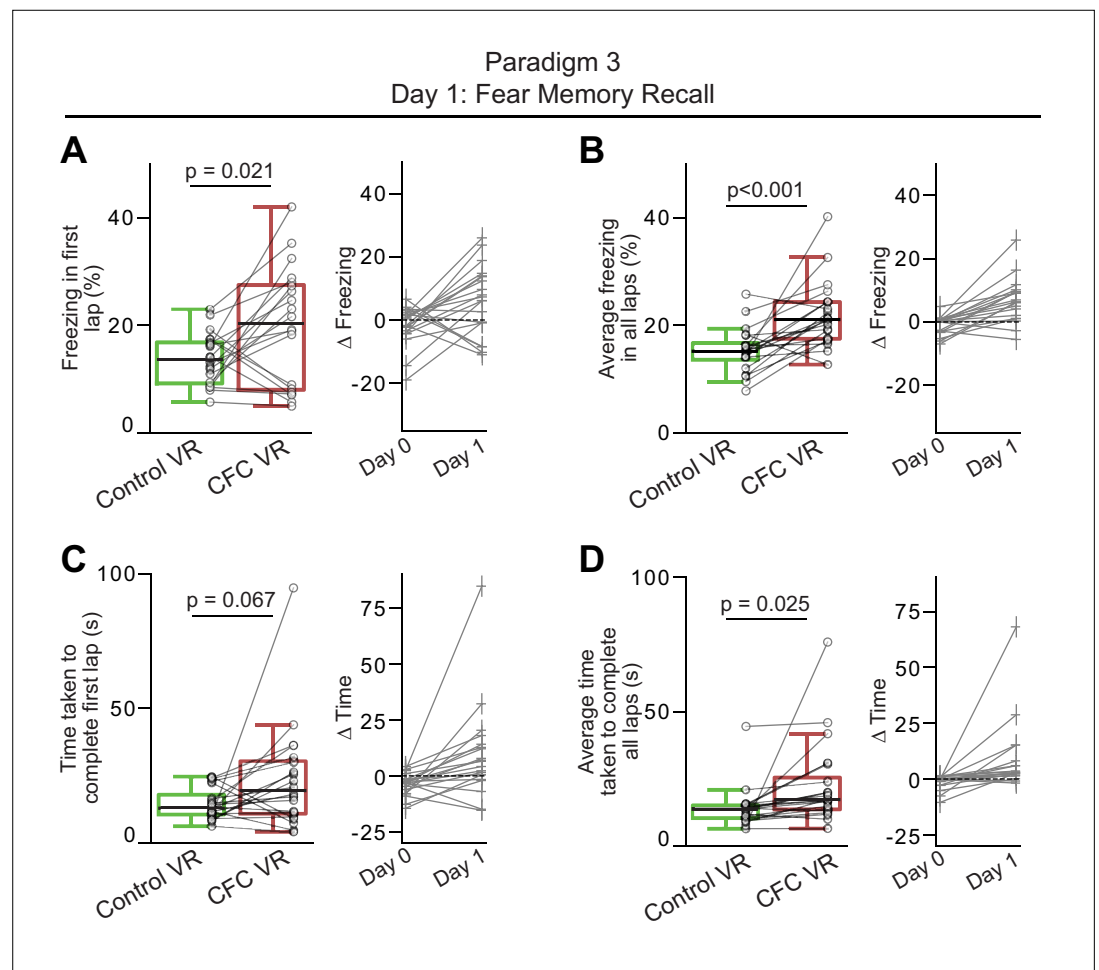 Paradigm 3
Day 1: Fear Memory Recall
A
p = 0.021
Freezing in first
lap (%)
40
20
0
Control VR
CFC VR
Δ Freezing
40
20
0
-20
Day 0
Day 1
B
p<0.001
Average freezing
in all laps (%)
40
20
0
Control VR
CFC VR
Δ Freezing
40
20
0
-20
Day 0
Day 1
C
p = 0.067
Time taken to
complete first lap (s)
100
50
0
Control VR
CFC VR
Δ Time
75
50
25
0
-25
Day 0
Day 1
D
p = 0.025
Average time
taken to complete
all laps (s)
100
50
0
Control VR
CFC VR
Δ Time
75
50
25
0
-25
Day 0
Day 1